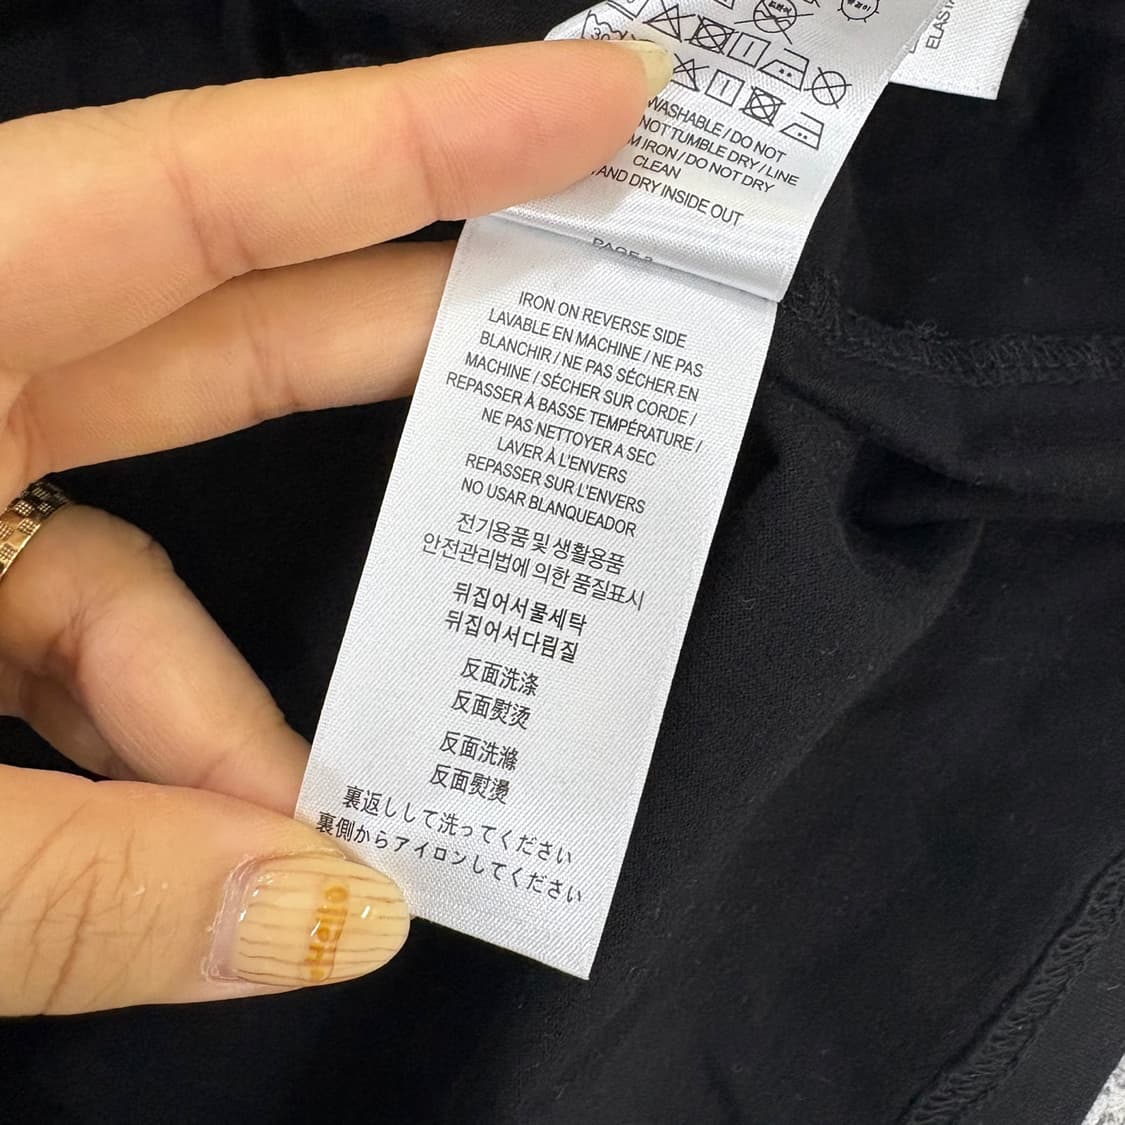 ELASTA
WASHABLE / DO NOT
NOT TUMBLE DRY / LINE
M IRON / DO NOT DRY
CLEAN
AND DRY INSIDE OUT
IRON ON REVERSE SIDE
LAVABLE EN MACHINE / NE PAS
BLANCHIR / NE PAS SÉCHER EN
MACHINE / SÉCHER SUR CORDE /
REPASSER À BASSE TEMPÉRATURE /
NE PAS NETTOYER A SEC
LAVER À L'ENVERS
REPASSER SUR L'ENVERS
NO USAR BLANQUEADOR
전기용품 및 생활용품
안전관리법에 의한 품질표시
뒤집어서물세탁
뒤집어서다림질
反面洗涤
反面熨烫
反面洗滌
反面熨燙
裏返しして洗ってください
裏側からアイロンしてください
Hello